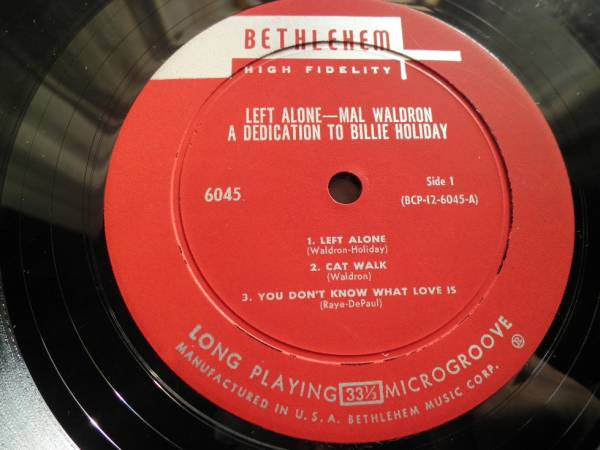 BETHLEHEM
HIGH FIDELITY
LEFT ALONE—MAL WALDRON
A DEDICATION TO BILLIE HOLIDAY
6045
Side 1
(BCP-12-6045-A)
1. LEFT ALONE
(Waldron-Holiday)
2. CAT WALK
(Waldron)
3. YOU DON'T KNOW WHAT LOVE IS
(Raye-DePaul)
LONG PLAYING 33⅓ MICROGROOVE
MANUFACTURED IN U.S.A. BETHLEHEM MUSIC CORP.